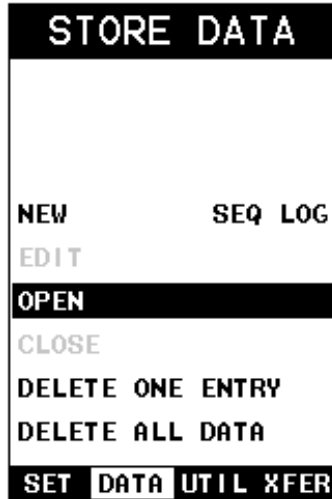 STORE DATA
NEW SEQ LOG
EDIT
OPEN
CLOSE
DELETE ONE ENTRY
DELETE ALL DATA
SET DATA UTIL XFER